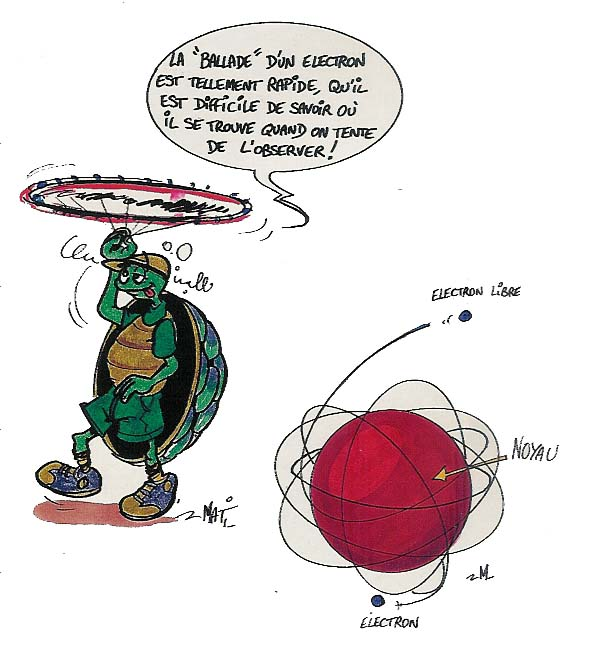 LA "BALLADE" D'UN ELECTRON
EST TELLEMENT RAPIDE, QU'IL
EST DIFFICILE DE SAVOIR OÙ
IL SE TROUVE QUAND ON TENTE
DE L'OBSERVER !
ELECTRON LIBRE
NOYAU
ELECTRON